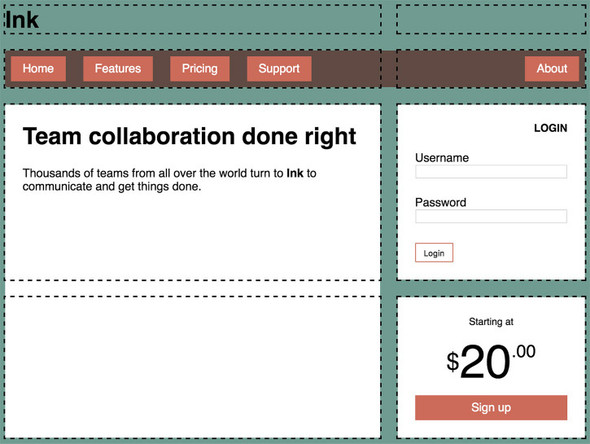 Ink
Home Features Pricing Support About
Team collaboration done right
Thousands of teams from all over the world turn to Ink to
communicate and get things done.
LOGIN
Username
Password
Login
Starting at
$20.00
Sign up